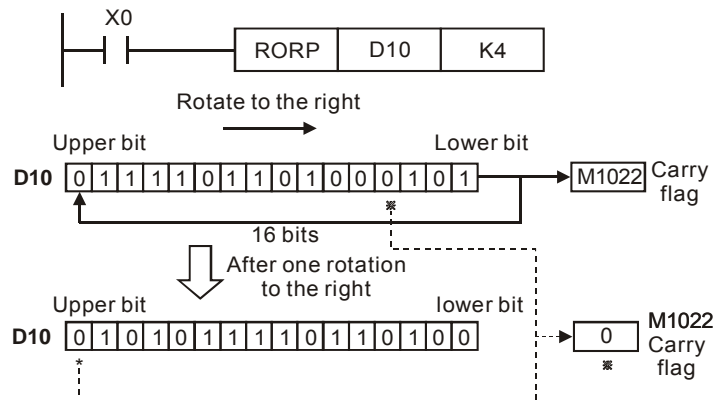 X0
RORP D10 K4
Rotate to the right
Upper bit Lower bit
D10 0 1 1 1 1 0 1 1 0 1 0 0 0 1 0 1 M1022 Carry flag
※
16 bits
After one rotation
to the right
Upper bit lower bit
D10 0 1 0 1 0 1 1 1 1 0 1 1 0 1 0 0 0 M1022 Carry flag
* ※